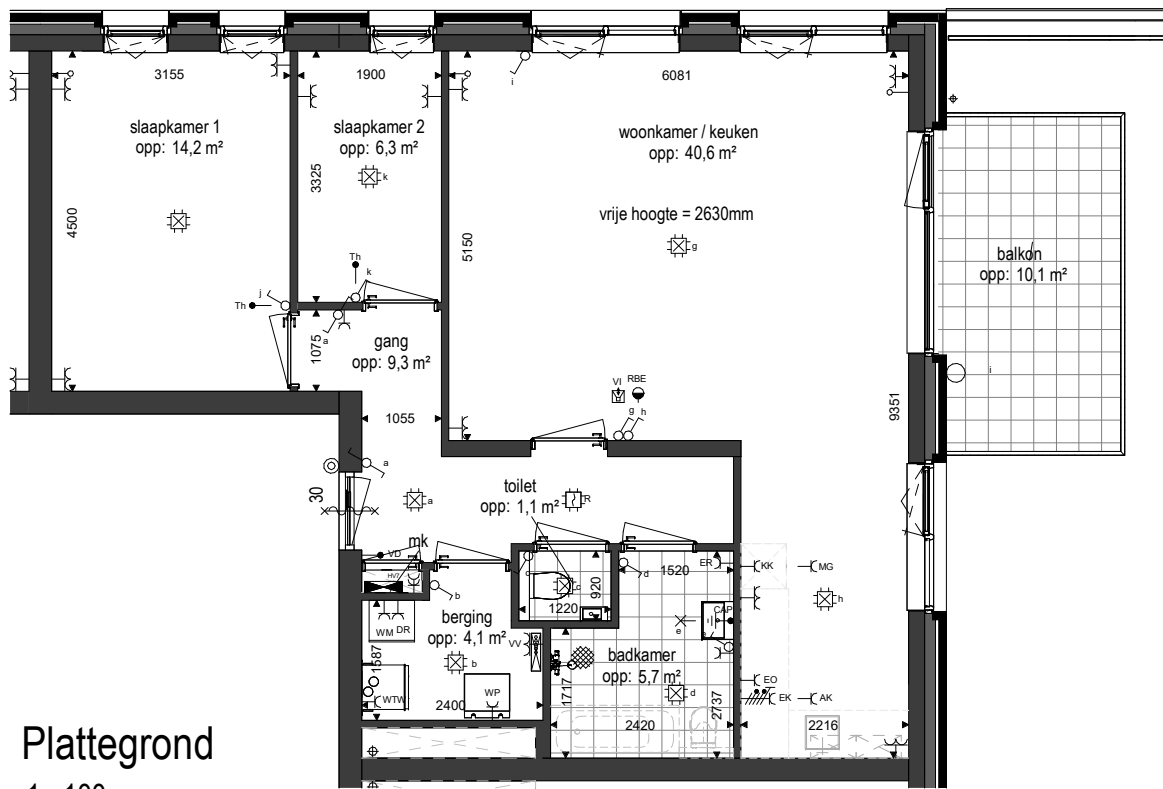 3155
1900
6081
i
slaapkamer 1
opp: 14,2 m²
slaapkamer 2
opp: 6,3 m²
woonkamer / keuken
opp: 40,6 m²
k
3325
4500
vrije hoogte = 2630mm
g
5150
balkon
opp: 10,1 m²
Th
k
j
Th
a
1075
gang
opp: 9,3 m²
i
VI
RBE
g
h
9351
1055
a
30
a
toilet
opp: 1,1 m²
R
mk
VD
HV7
b
c
c
920
1220
d
1520
ER
KK
MG
h
WM
DR
berging
opp: 4,1 m²
VV
b
1587
WTW
WP
2400
CAP
e
badkamer
opp: 5,7 m²
d
1717
2420
2737
EO
EK
AK
2216
Plattegrond